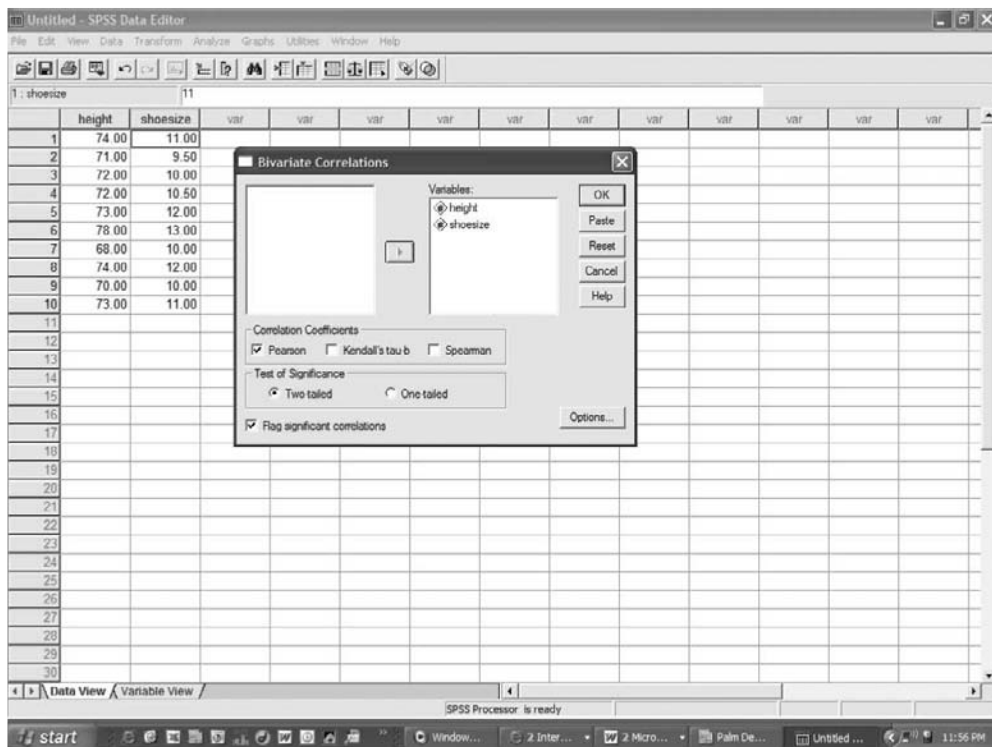 Untitled - SPSS Data Editor
File Edit View Data Transform Analyze Graphs Utilities Window Help
1 : shoesize 11
height shoesize var var var var var var var var var var var
1 74.00 11.00
2 71.00 9.50
3 72.00 10.00
4 72.00 10.50
5 73.00 12.00
6 78.00 13.00
7 68.00 10.00
8 74.00 12.00
9 70.00 10.00
10 73.00 11.00
11
12
13
14
15
16
17
18
19
20
21
22
23
24
25
26
27
28
29
30
Bivariate Correlations
Variables:
height
shoesize
OK
Paste
Reset
Cancel
Help
Correlation Coefficients
Pearson Kendall's tau-b Spearman
Test of Significance
Two-tailed One-tailed
Flag significant correlations
Options...
Data View Variable View
SPSS Processor is ready
start Window... 2 Inter... 2 Micro... Palm De... Untitled ... 11:56 PM